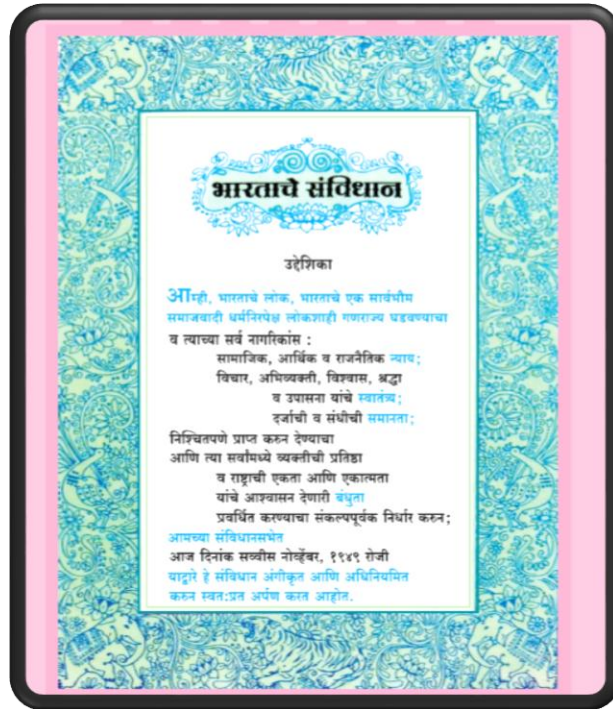 भारताचे संविधान
उद्देशिका
आम्ही, भारताचे लोक, भारताचे एक सार्वभौम
समाजवादी धर्मनिरपेक्ष लोकशाही गणराज्य घडवण्याचा
व त्याच्या सर्व नागरिकांस :
सामाजिक, आर्थिक व राजनैतिक न्याय;
विचार, अभिव्यक्ती, विश्वास, श्रद्धा
व उपासना यांचे स्वातंत्र्य;
दर्जाची व संधीची समानता;
निश्चितपणे प्राप्त करुन देण्याचा
आणि त्या सर्वांमध्ये व्यक्तीची प्रतिष्ठा
व राष्ट्राची एकता आणि एकात्मता
यांचे आश्वासन देणारी बंधुता
प्रवर्धित करण्याचा संकल्पपूर्वक निर्धार करुन;
आमच्या संविधानसभेत
आज दिनांक सव्वीस नोव्हेंबर, १९४९ रोजी
याद्वारे हे संविधान अंगीकृत आणि अधिनियमित
करुन स्वत:प्रत अर्पण करत आहोत.